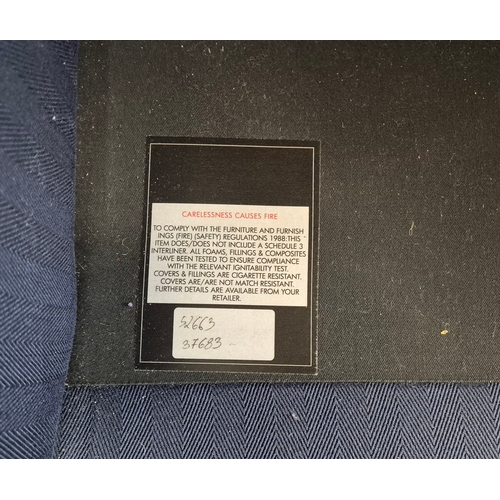 CARELESSNESS CAUSES FIRE
TO COMPLY WITH THE FURNITURE AND FURNISH
INGS (FIRE) (SAFETY) REGULATIONS 1988:THIS
ITEM DOES/DOES NOT INCLUDE A SCHEDULE 3
INTERLINER. ALL FOAMS, FILLINGS & COMPOSITES
HAVE BEEN TESTED TO ENSURE COMPLIANCE
WITH THE RELEVANT IGNITABILITY TEST.
COVERS & FILLINGS ARE CIGARETTE RESISTANT.
COVERS ARE/ARE NOT MATCH RESISTANT.
FURTHER DETAILS ARE AVAILABLE FROM YOUR
RETAILER.
52663
37683 -